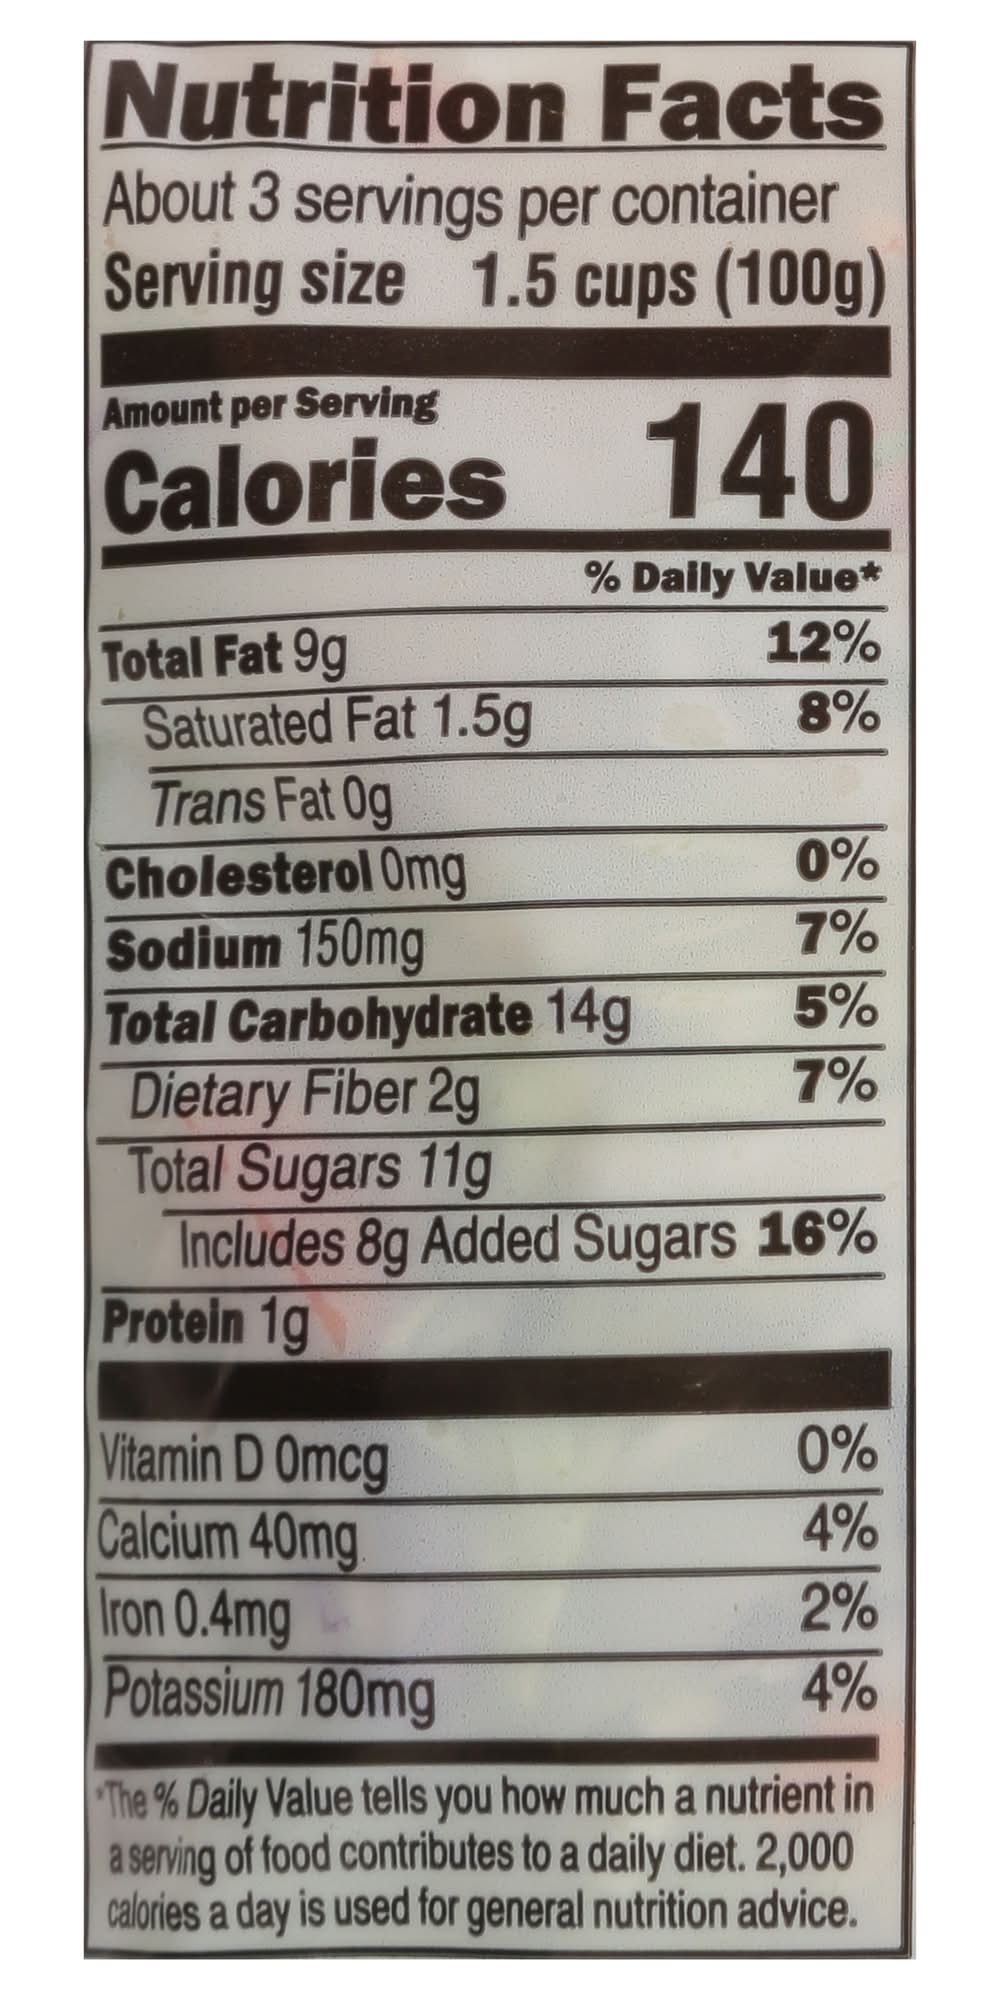 Nutrition Facts
About 3 servings per container
Serving size 1.5 cups (100g)
Amount per Serving
Calories 140
% Daily Value*
Total Fat 9g 12%
Saturated Fat 1.5g 8%
Trans Fat 0g
Cholesterol 0mg 0%
Sodium 150mg 7%
Total Carbohydrate 14g 5%
Dietary Fiber 2g 7%
Total Sugars 11g
Includes 8g Added Sugars 16%
Protein 1g
Vitamin D 0mcg 0%
Calcium 40mg 4%
Iron 0.4mg 2%
Potassium 180mg 4%
*The % Daily Value tells you how much a nutrient in
a serving of food contributes to a daily diet. 2,000
calories a day is used for general nutrition advice.